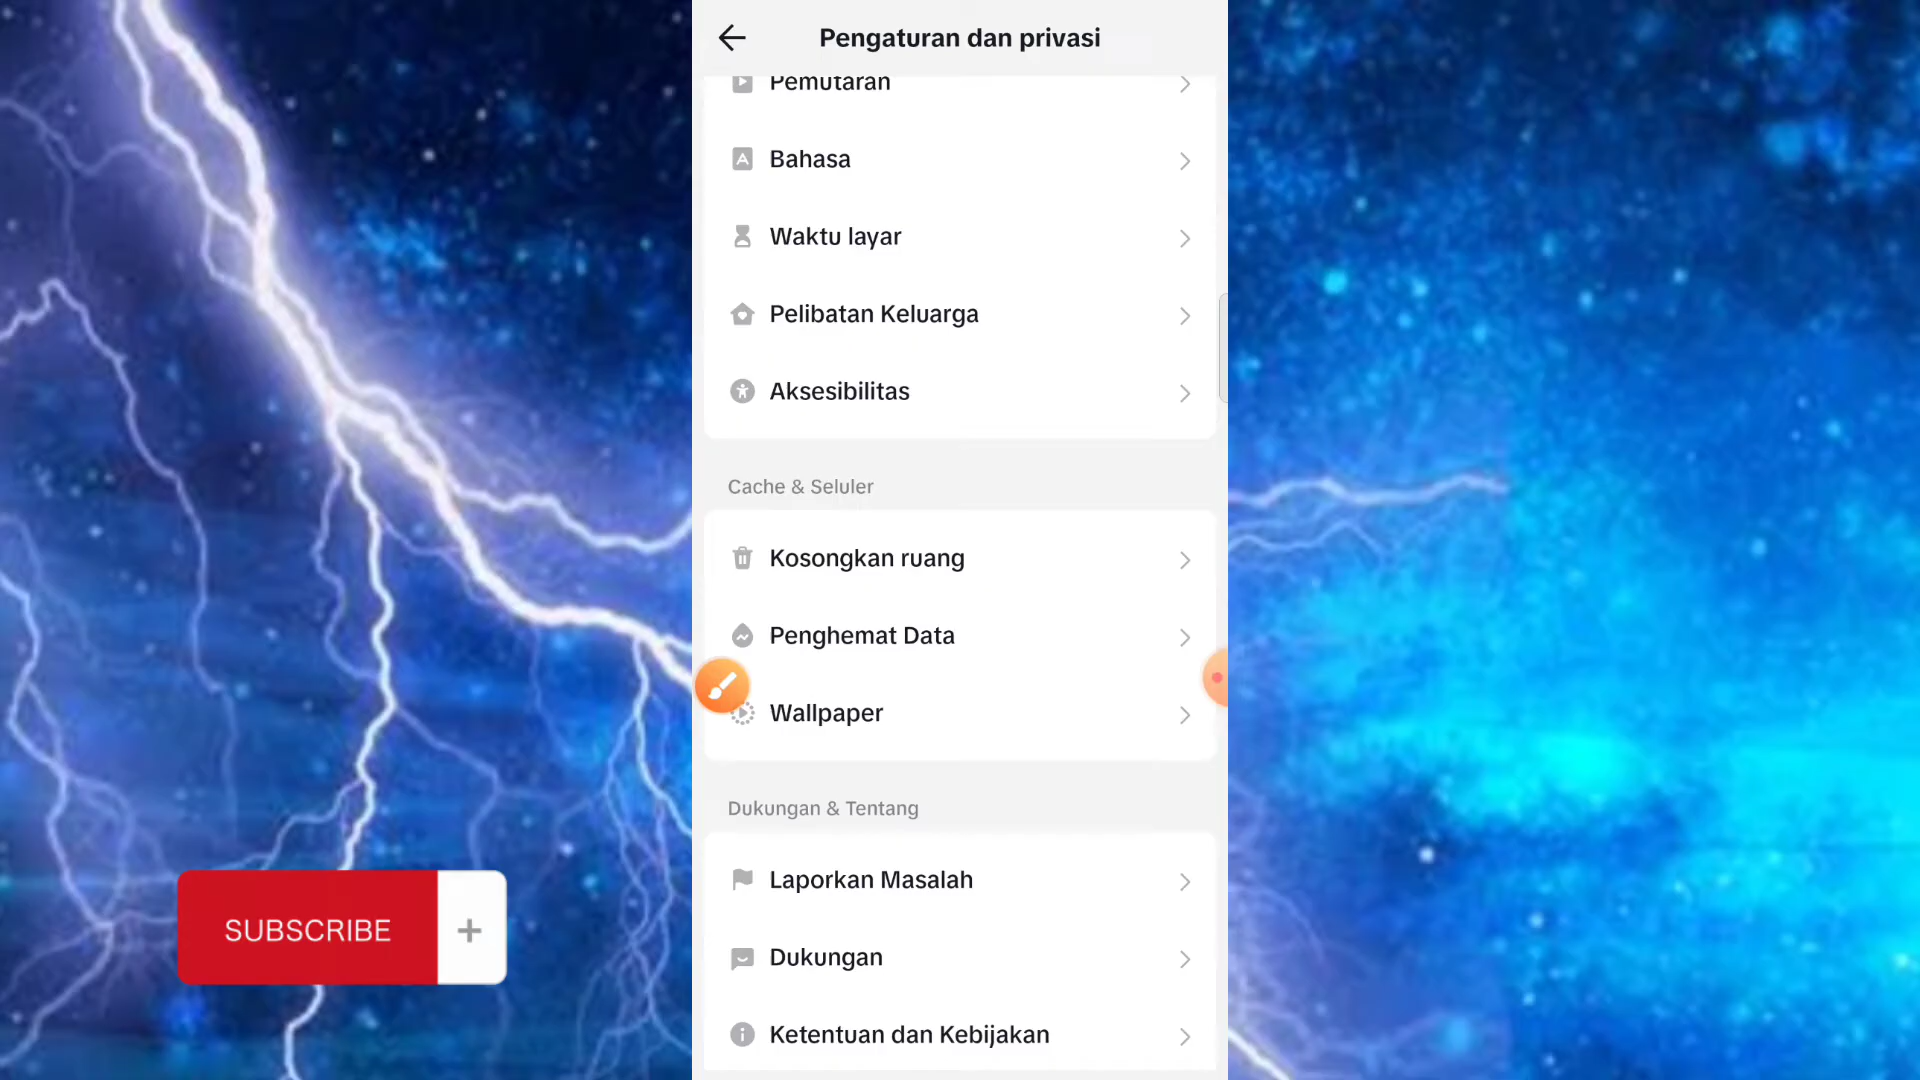 Pengaturan dan privasi
Pemutaran
Bahasa
Waktu layar
Pelibatan Keluarga
Aksesibilitas
Cache & Seluler
Kosongkan ruang
Penghemat Data
Wallpaper
Dukungan & Tentang
Laporkan Masalah
Dukungan
Ketentuan dan Kebijakan
SUBSCRIBE +